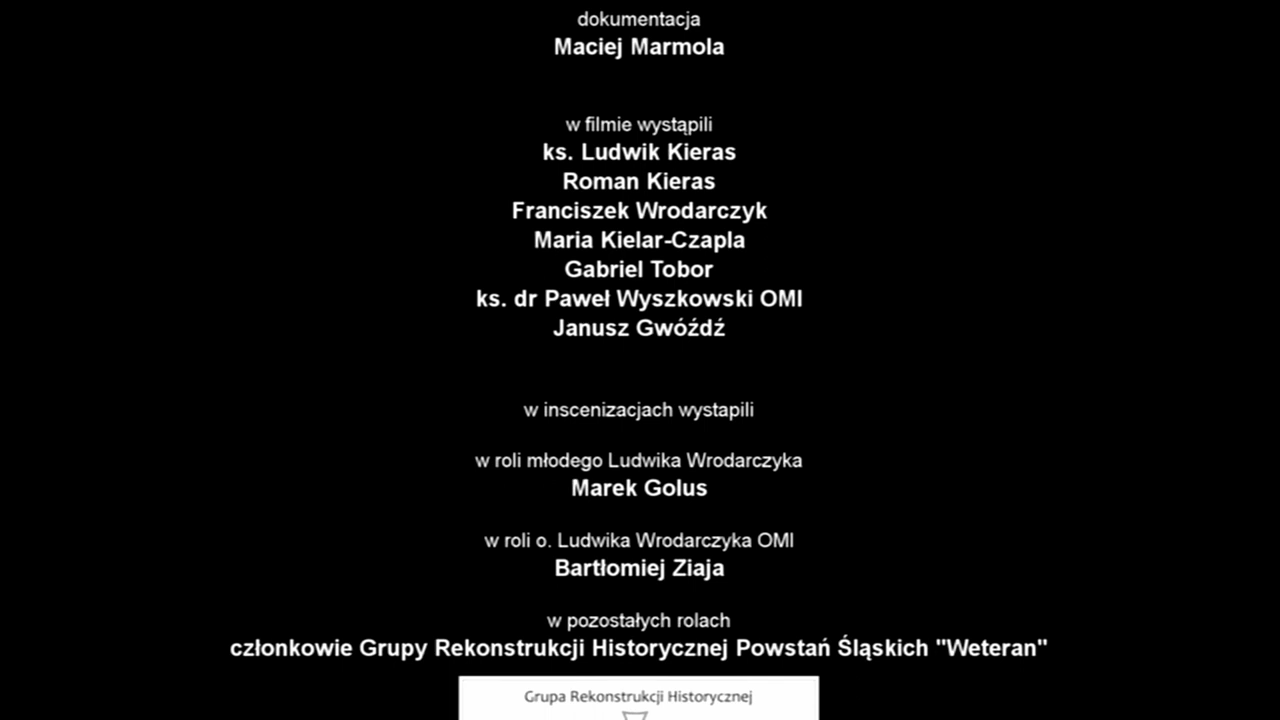 dokumentacja
Maciej Marmola
w filmie wystąpili
ks. Ludwik Kieras
Roman Kieras
Franciszek Wrodarczyk
Maria Kielar-Czapla
Gabriel Tobor
ks. dr Paweł Wyszkowski OMI
Janusz Gwóźdź
w inscenizacjach wystapili
w roli młodego Ludwika Wrodarczyka
Marek Golus
w roli o. Ludwika Wrodarczyka OMI
Bartłomiej Ziaja
w pozostałych rolach
członkowie Grupy Rekonstrukcji Historycznej Powstań Śląskich "Weteran"
Grupa Rekonstrukcji Historycznej